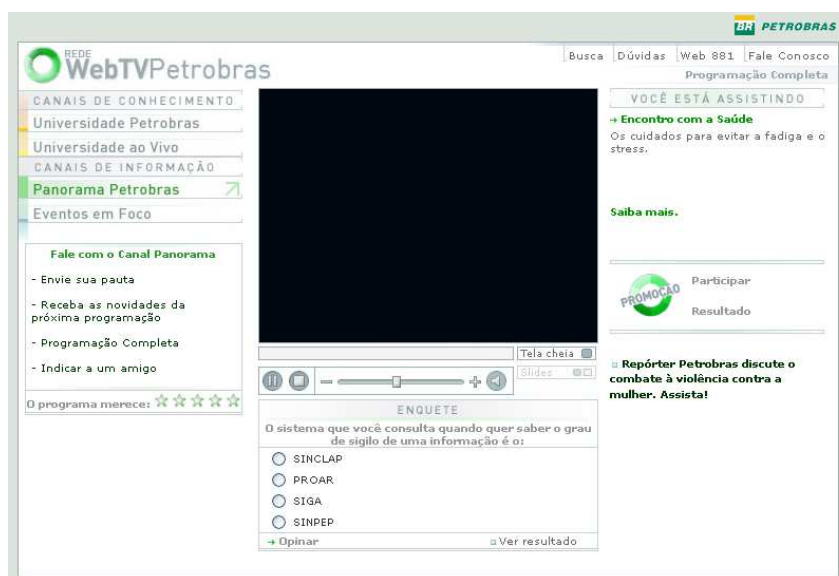 BR PETROBRAS
REDE
WebTVPetrobras
Busca Dúvidas Web 881 Fale Conosco
Programação Completa
CANAIS DE CONHECIMENTO
Universidade Petrobras
Universidade ao Vivo
CANAIS DE INFORMAÇÃO
Panorama Petrobras
Eventos em Foco
Fale com o Canal Panorama
- Envie sua pauta
- Receba as novidades da
próxima programação
- Programação Completa
- Indicar a um amigo
O programa merece:
Tela cheia
Slides
ENQUETE
O sistema que você consulta quando quer saber o grau
de sigilo de uma informação é o:
SINCLAP
PROAR
SIGA
SINPEP
Opinar
Ver resultado
VOCÊ ESTÁ ASSISTINDO
Encontro com a Saúde
Os cuidados para evitar a fadiga e o
stress.
Saiba mais.
PROMOÇÃO
Participar
Resultado
Repórter Petrobras discute o
combate à violência contra a
mulher. Assista!